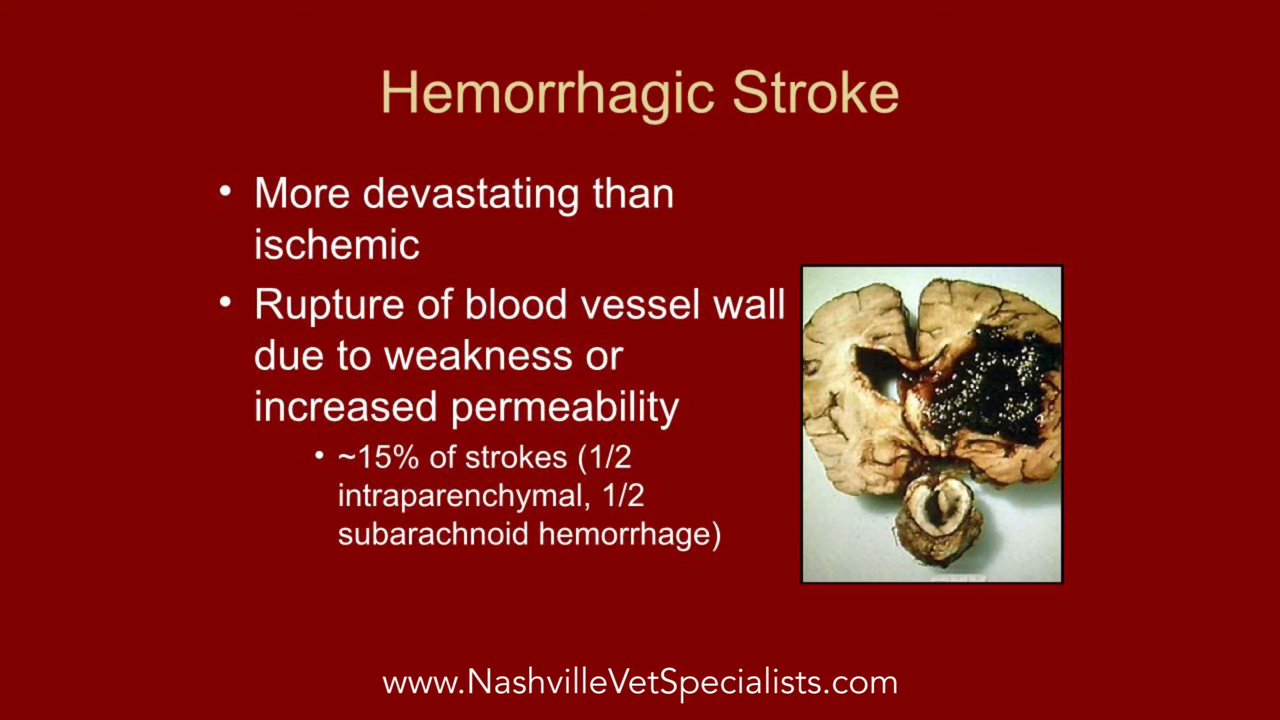 Hemorrhagic Stroke
• More devastating than
ischemic
• Rupture of blood vessel wall
due to weakness or
increased permeability
• ~15% of strokes (1/2
intraparenchymal, 1/2
subarachnoid hemorrhage)
www.NashvilleVetSpecialists.com